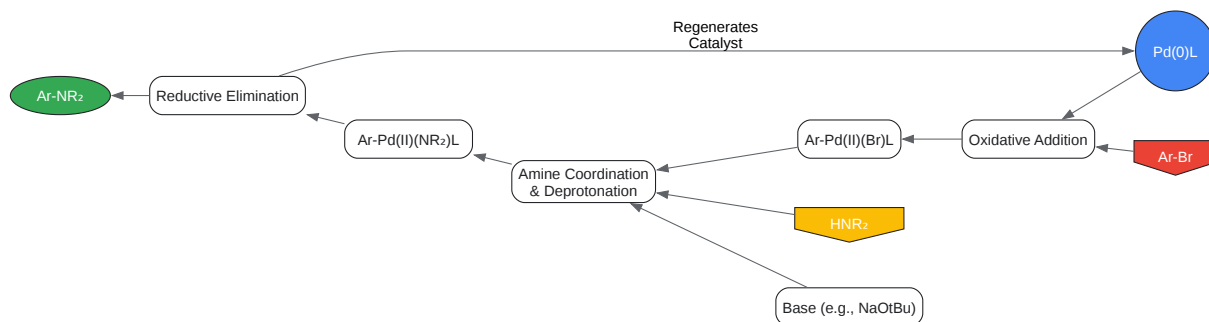 Regenerates
Catalyst
Pd(0)L
Ar-NR₂
Reductive Elimination
Ar-Pd(II)(NR₂)L
Ar-Pd(II)(Br)L
Oxidative Addition
Ar-Br
Amine Coordination
& Deprotonation
HNR₂
Base (e.g., NaOtBu)